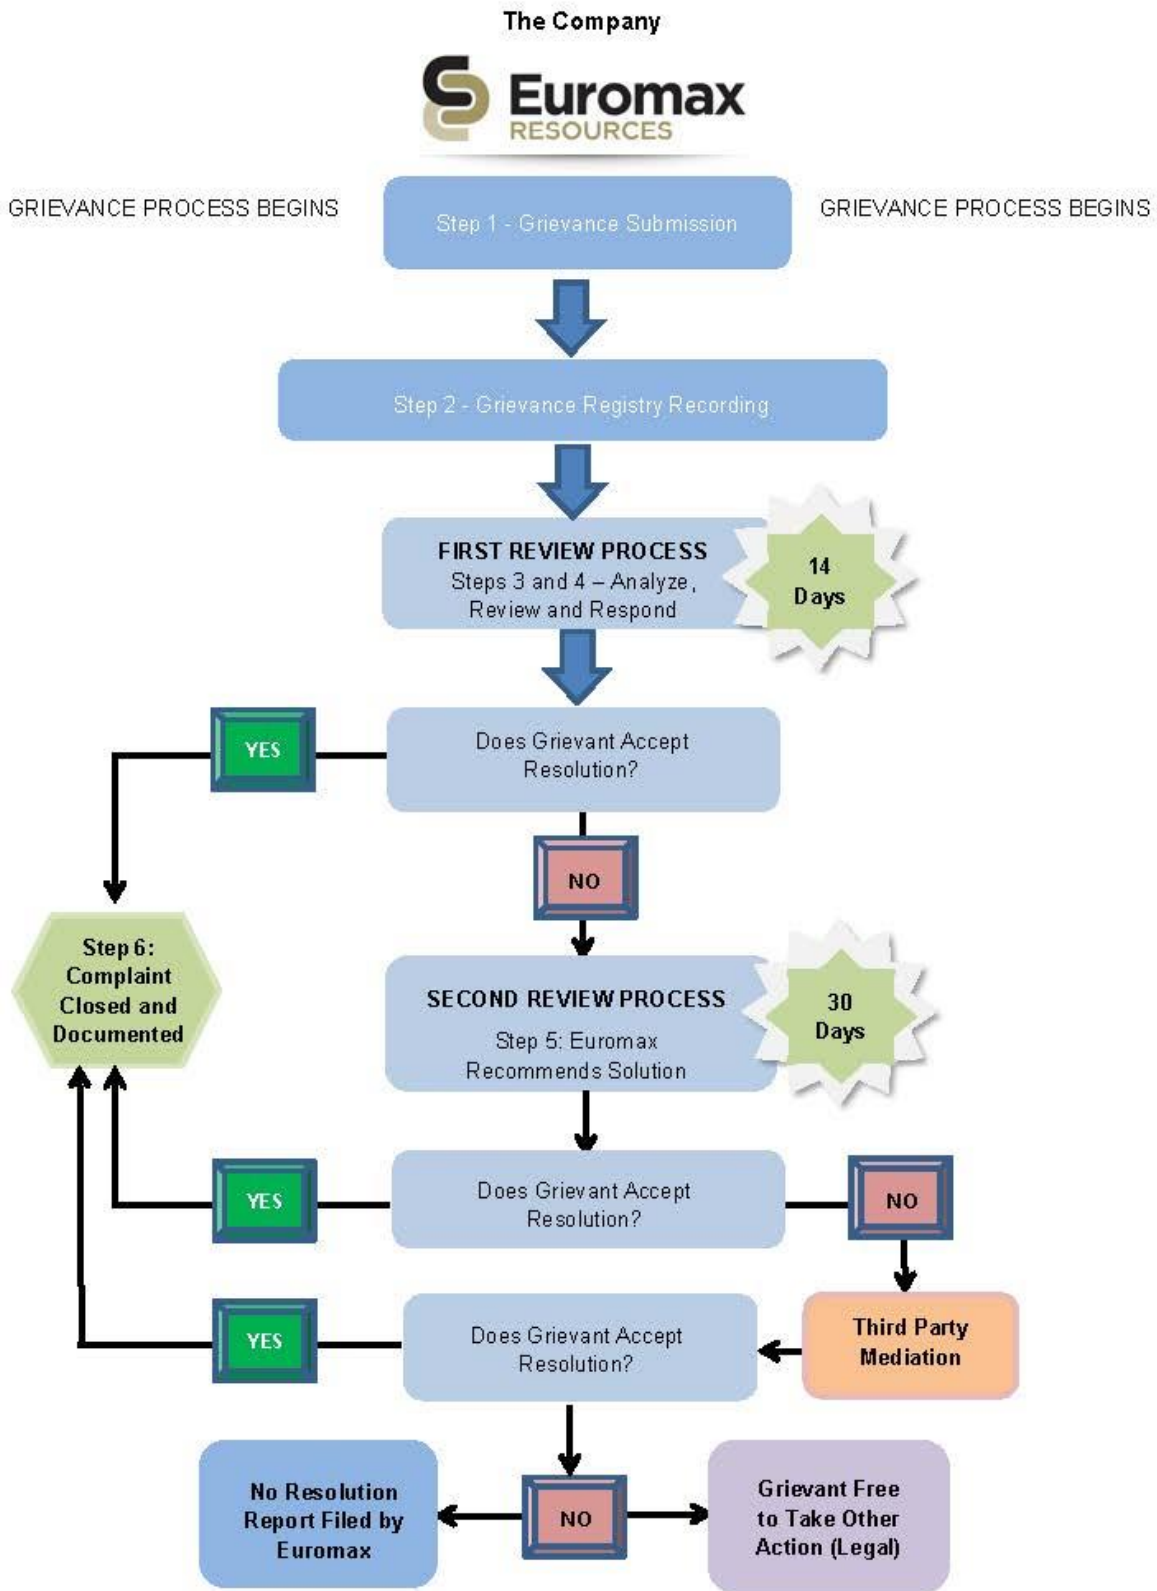 The Company
Euromax
RESOURCES
GRIEVANCE PROCESS BEGINS
Step 1 - Grievance Submission
GRIEVANCE PROCESS BEGINS
Step 2 - Grievance Registry Recording
FIRST REVIEW PROCESS
Steps 3 and 4 – Analyze,
Review and Respond
14
Days
YES
Does Grievant Accept
Resolution?
NO
Step 6:
Complaint
Closed and
Documented
SECOND REVIEW PROCESS
Step 5: Euromax
Recommends Solution
30
Days
YES
Does Grievant Accept
Resolution?
NO
YES
Does Grievant Accept
Resolution?
Third Party
Mediation
No Resolution
Report Filed by
Euromax
NO
Grievant Free
to Take Other
Action (Legal)